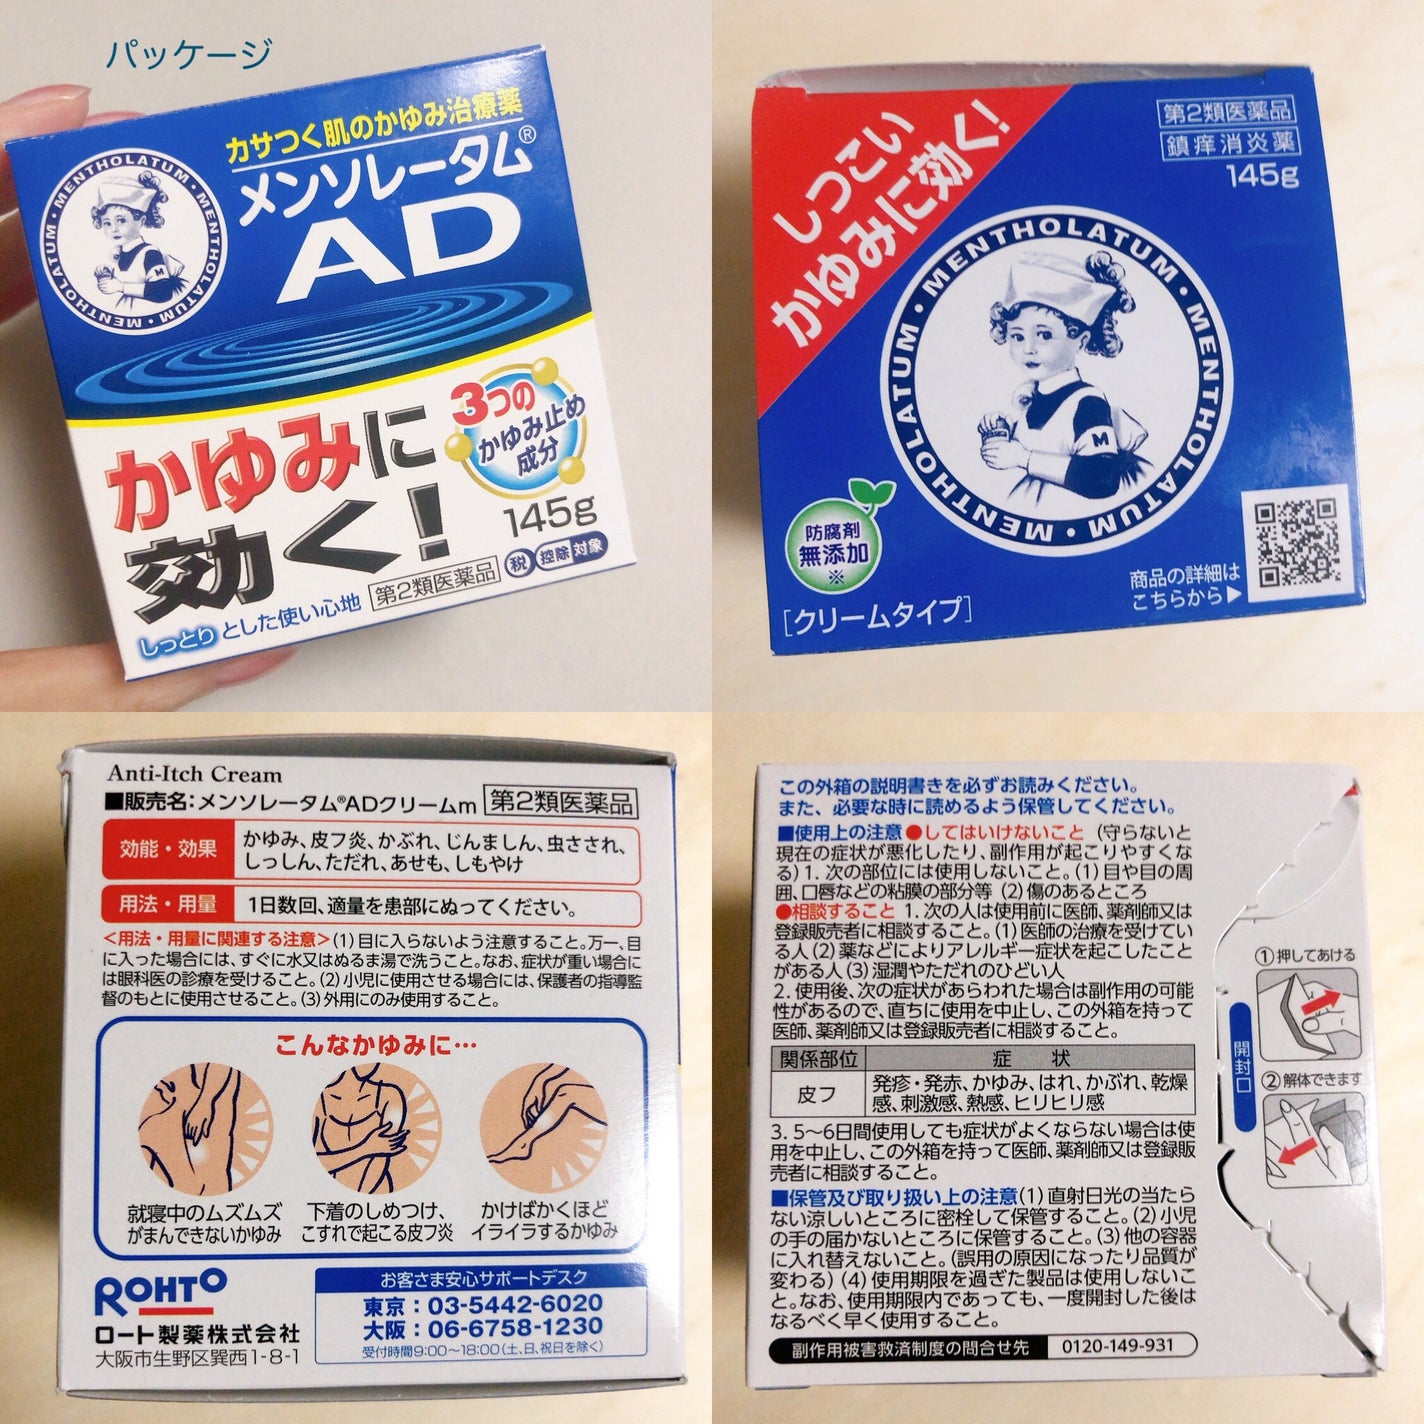 パッケージ
カサつく肌のかゆみ治療薬
メンソレータム®
AD
MENTHOLATUM・MENTHOLATUM・MENTHOLATUM・
M
かゆみに
効く!
3つの
かゆみ止め
成分
145g
しっとりとした使い心地
第2類医薬品
税 控除 対象
しつこい
かゆみに効く!
第2類医薬品
鎮痒消炎薬
145g
MENTHOLATUM・MENTHOLATUM・MENTHOLATUM・
M
防腐剤
無添加
※
[クリームタイプ]
商品の詳細は
こちらから▶
Anti-Itch Cream
■販売名:メンソレータム®ADクリームm 第2類医薬品
効能・効果
かゆみ、皮フ炎、かぶれ、じんましん、虫さされ、
しっしん、ただれ、あせも、しもやけ
用法・用量
1日数回、適量を患部にぬってください。
<用法・用量に関連する注意>(1)目に入らないよう注意すること。万一、目
に入った場合には、すぐに水又はぬるま湯で洗うこと。なお、症状が重い場合に
は眼科医の診療を受けること。(2)小児に使用させる場合には、保護者の指導監
督のもとに使用させること。(3)外用にのみ使用すること。
こんなかゆみに…
就寝中のムズムズ
がまんできないかゆみ
下着のしめつけ、
こすれで起こる皮フ炎
かけばかくほど
イライラするかゆみ
ROHTO
ロート製薬株式会社
大阪市生野区巽西1-8-1
お客さま安心サポートデスク
東京:03-5442-6020
大阪:06-6758-1230
受付時間9:00〜18:00(土、日、祝日を除く)
この外箱の説明書きを必ずお読みください。
また、必要な時に読めるよう保管してください。
■使用上の注意 ●してはいけないこと (守らないと
現在の症状が悪化したり、副作用が起こりやすくな
る) 1. 次の部位には使用しないこと。(1)目や目の周
囲、口唇などの粘膜の部分等 (2)傷のあるところ
●相談すること 1. 次の人は使用前に医師、薬剤師又は
登録販売者に相談すること。(1)医師の治療を受けてい
る人(2)薬などによりアレルギー症状を起こしたこと
がある人(3)湿潤やただれのひどい人
2. 使用後、次の症状があらわれた場合は副作用の可能
性があるので、直ちに使用を中止し、この外箱を持って
医師、薬剤師又は登録販売者に相談すること。
関係部位 症 状
皮フ
発疹・発赤、かゆみ、はれ、かぶれ、乾燥
感、刺激感、熱感、ヒリヒリ感
3. 5〜6日間使用しても症状がよくならない場合は使
用を中止し、この外箱を持って医師、薬剤師又は登録販
売者に相談すること。
■保管及び取り扱い上の注意(1)直射日光の当たら
ない涼しいところに密栓して保管すること。(2)小児
の手の届かないところに保管すること。(3)他の容器
に入れ替えないこと。(誤用の原因になったり品質が
変わる) (4)使用期限を過ぎた製品は使用しないこ
と。なお、使用期限内であっても、一度開封した後は
なるべく早く使用すること。
副作用被害救済制度の問合せ先 0120-149-931
①押してあける
開封口
②解体できます